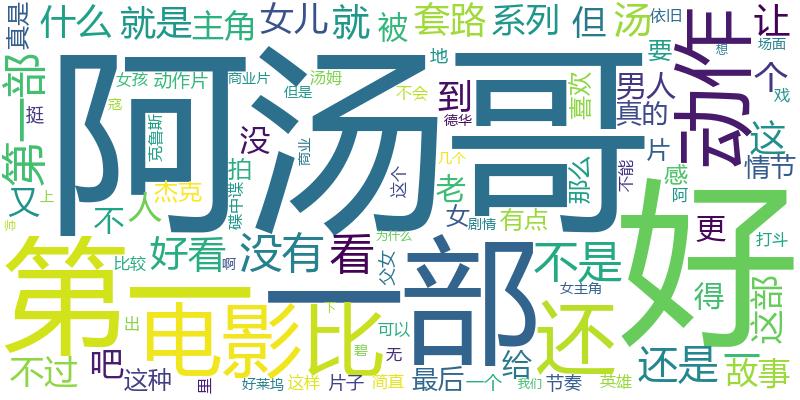 真是
什么
就是
主角
女儿
就
被
套路
系列
但
汤
依旧
让
想
场面
第一部
挺
女孩
动作片
商业片
汤姆
地
要
阿汤哥
寇
但是
不会
到
喜欢
男人
动作
个
戏
克鲁斯
没
商业
德华
真的
这
拍
几个
那么
不能
片
情节
又
上
人
杰克
碟中谍
这个
老
感
阿
不
女
剧情
有点
更
帅
好看
没有
看
父女
为什么
不是
打斗
好
比较
啊
女主角
得
这部
第一部
电影
比
还
出
下
可以
不过
吧
这种
里
好莱坞
这样
片子
碧
无
简直
最后
给
一个
我们
节奏
英雄
还是
一
故事